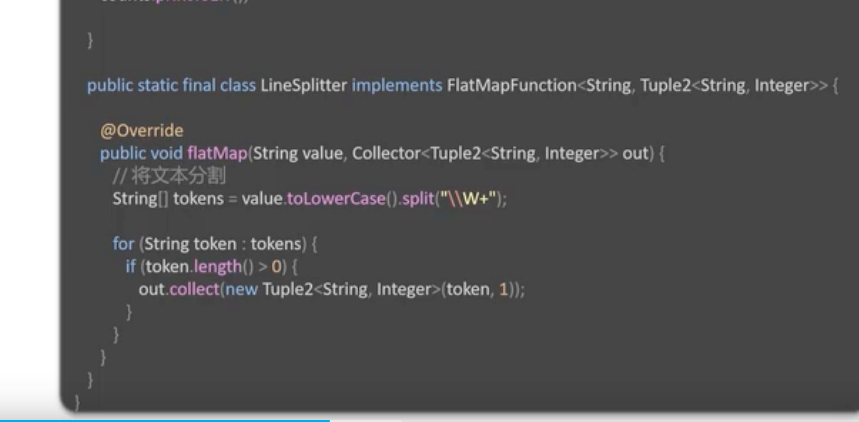 }
public static final class LineSplitter implements FlatMapFunction<String, Tuple2<String, Integer>> {
@Override
public void flatMap(String value, Collector<Tuple2<String, Integer>> out) {
// 将文本分割
String[] tokens = value.toLowerCase().split("\\W+");
for (String token : tokens) {
if (token.length() > 0) {
out.collect(new Tuple2<String, Integer>(token, 1));
}
}
}
}
}